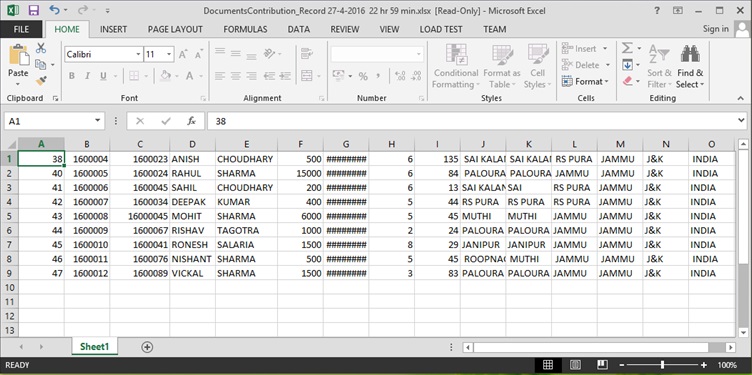 DocumentsContribution_Record 27-4-2016 22 hr 59 min.xlsx [Read-Only] - Microsoft Excel
FILE HOME INSERT PAGE LAYOUT FORMULAS DATA REVIEW VIEW LOAD TEST TEAM Sign in
Paste Calibri 11 A A Conditional Formatting Format as Table Cell Styles Insert Delete Format Sort & Filter Find & Select
B I U A $ % ,
Clipboard Font Alignment Number Styles Cells Editing
A1 fx 38
A B C D E F G H I J K L M N O
1 38 1600004 1600023 ANISH CHOUDHARY 500 ######## 6 135 SAI KALAI SAI KALAI RS PURA JAMMU J&K INDIA
2 40 1600005 1600024 RAHUL SHARMA 15000 ######## 6 84 PALOURA PALOURA JAMMU JAMMU J&K INDIA
3 41 1600006 1600045 SAHIL CHOUDHARY 200 ######## 6 13 SAI KALAN SAI RS PURA JAMMU J&K INDIA
4 42 1600007 1600034 DEEPAK KUMAR 400 ######## 5 44 RS PURA RS PURA RS PURA JAMMU J&K INDIA
5 43 1600008 16000045 MOHIT SHARMA 6000 ######## 5 45 MUTHI MUTHI JAMMU JAMMU J&K INDIA
6 44 1600009 1600067 RISHAV TAGOTRA 1000 ######## 2 24 PALOURA PALOURA JAMMU JAMMU J&K INDIA
7 45 1600010 1600041 RONESH SALARIA 1500 ######## 8 29 JANIPUR JANIPUR JAMMU JAMMU J&K INDIA
8 46 1600011 1600076 NISHANT SHARMA 500 ######## 5 45 ROOPNAG MUTHI JAMMU JAMMU J&K INDIA
9 47 1600012 1600089 VICKAL SHARMA 1500 ######## 3 83 PALOURA PALOURA JAMMU JAMMU J&K INDIA
10
11
12
13
Sheet1
READY 100%